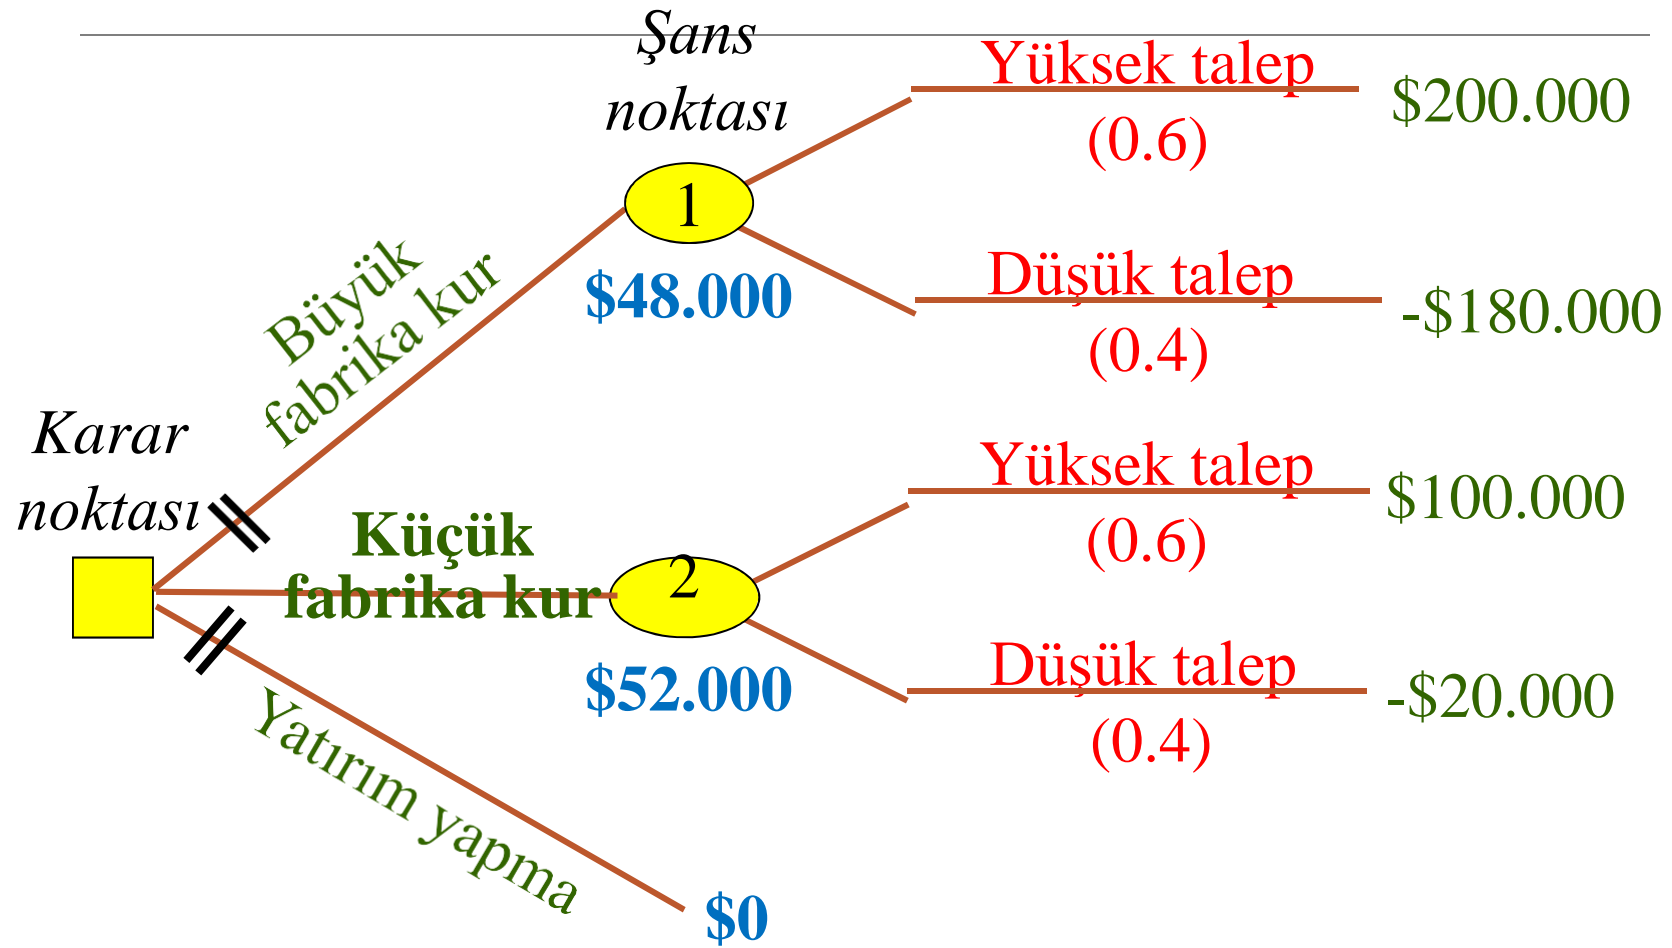 Şans
noktası
Yüksek talep
(0.6)
$200.000
1
$48.000
Düşük talep
(0.4)
-$180.000
Büyük
fabrika kur
Karar
noktası
Küçük
fabrika kur
2
$52.000
Yüksek talep
(0.6)
$100.000
Düşük talep
(0.4)
-$20.000
Yatırım yapma
$0